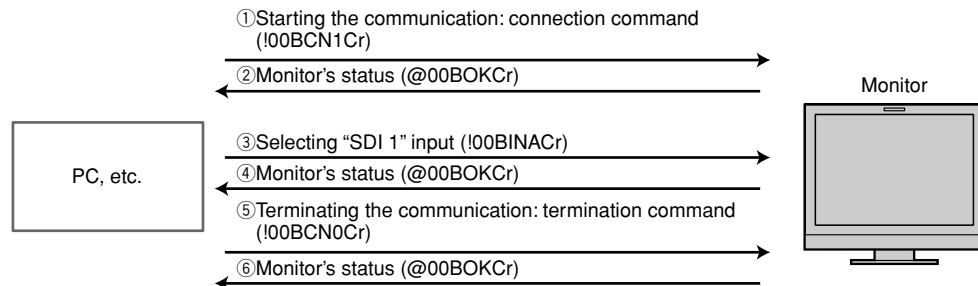 ①Starting the communication: connection command
(!00BCN1Cr)
②Monitor’s status (@00BOKCr)
Monitor
③Selecting “SDI 1” input (!00BINACr)
PC, etc.
④Monitor’s status (@00BOKCr)
⑤Terminating the communication: termination command
(!00BCN0Cr)
⑥Monitor’s status (@00BOKCr)